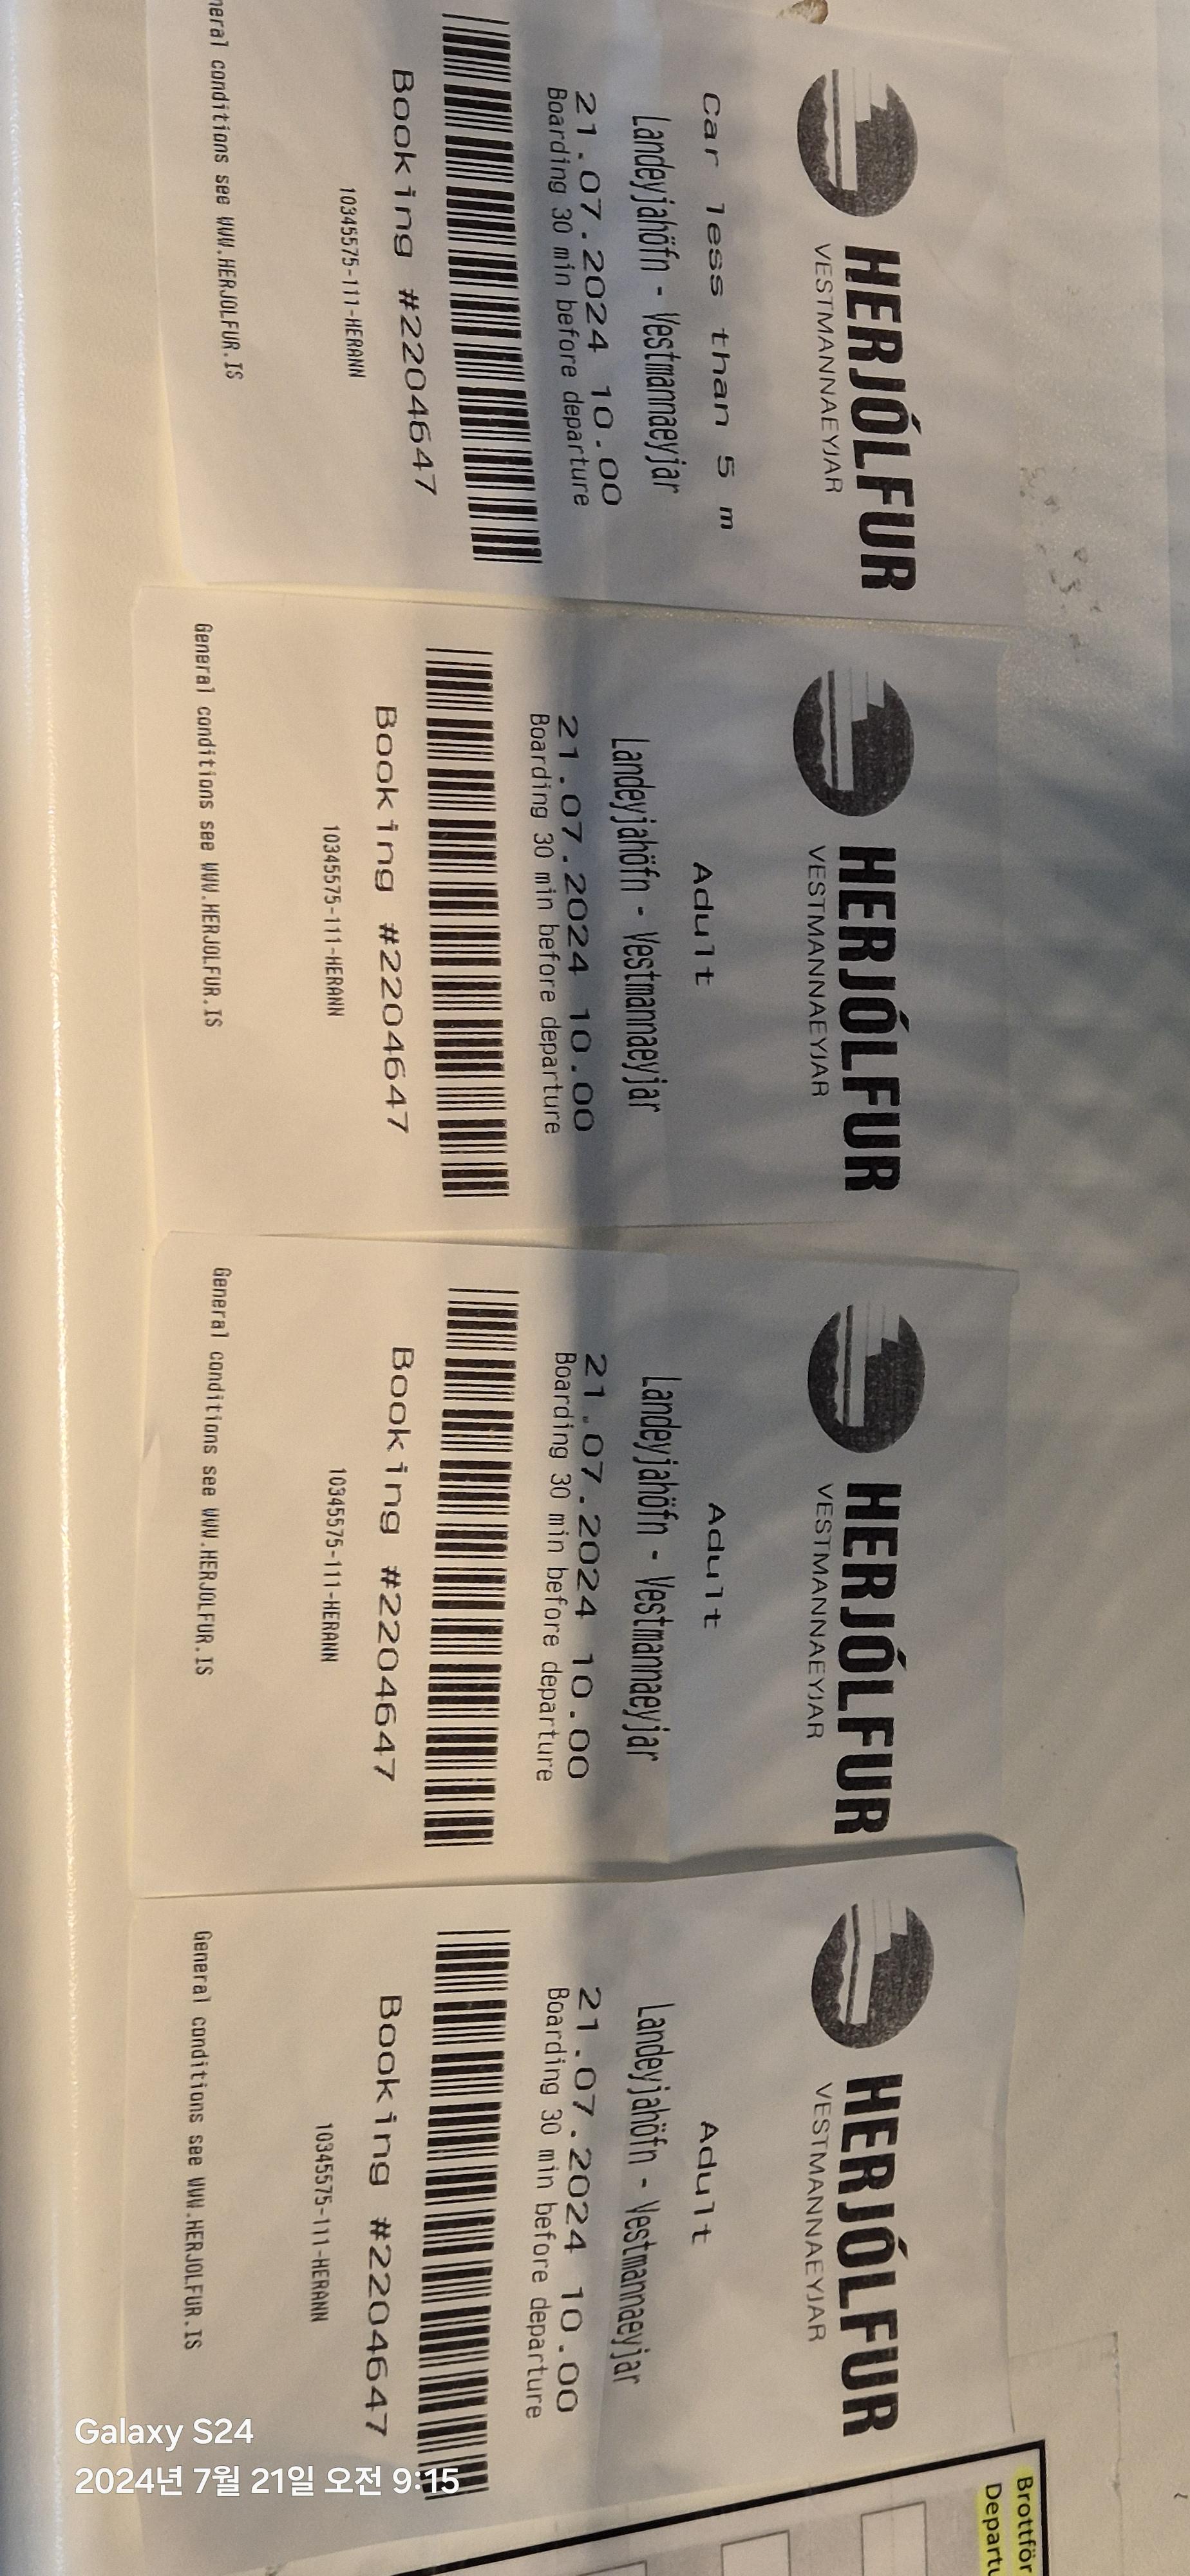 HERJÓLFUR
VESTMANNAEYJAR
Car less than 5 m
Landeyjahöfn - Vestmannaeyjar
21.07.2024 10.00
Boarding 30 min before departure
Booking #2204647
10345575-111-HERANN
neral conditions see WWW.HERJOLFUR.IS
HERJÓLFUR
VESTMANNAEYJAR
Adult
Landeyjahöfn - Vestmannaeyjar
21.07.2024 10.00
Boarding 30 min before departure
Booking #2204647
10345575-111-HERANN
General conditions see WWW.HERJOLFUR.IS
HERJÓLFUR
VESTMANNAEYJAR
Adult
Landeyjahöfn - Vestmannaeyjar
21.07.2024 10.00
Boarding 30 min before departure
Booking #2204647
10345575-111-HERANN
General conditions see WWW.HERJOLFUR.IS
HERJÓLFUR
VESTMANNAEYJAR
Adult
Landeyjahöfn - Vestmannaeyjar
21.07.2024 10.00
Boarding 30 min before departure
Booking #2204647
10345575-111-HERANN
General conditions see WWW.HERJOLFUR.IS
Brottför
Departu
Galaxy S24
2024년 7월 21일 오전 9:15